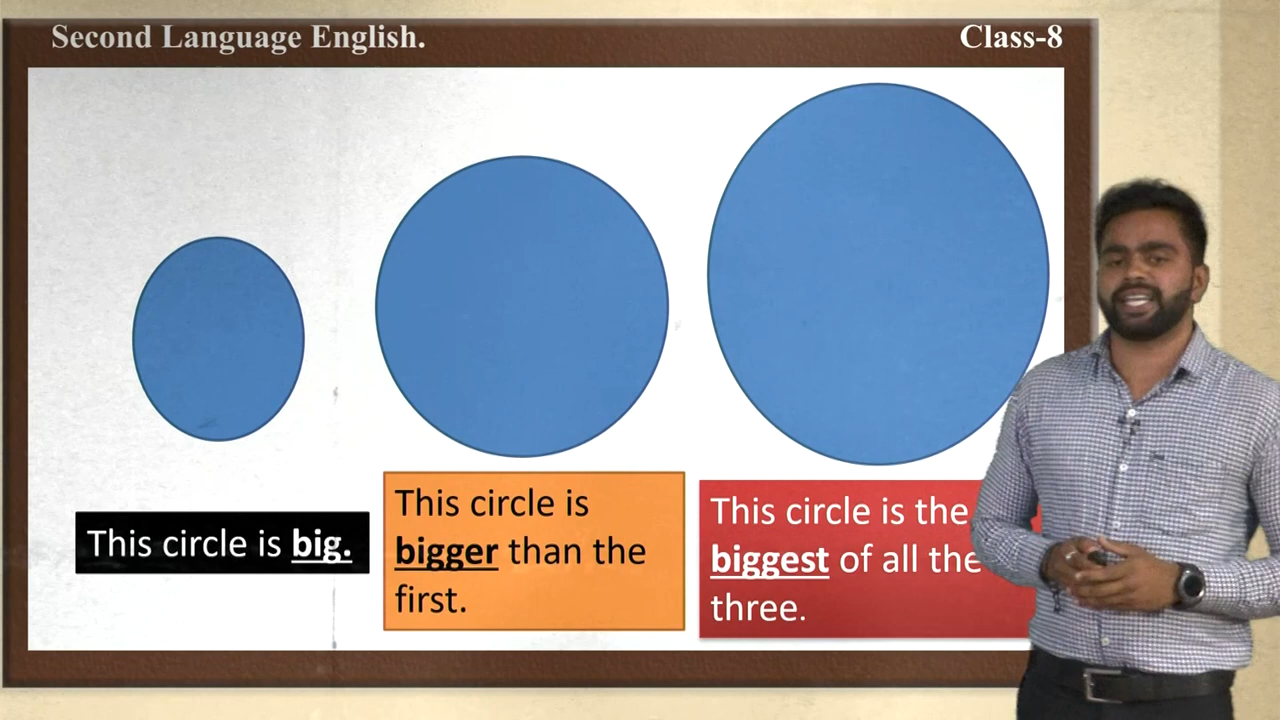 Second Language English.
Class-8
This circle is big.
This circle is
bigger than the
first.
This circle is the
biggest of all the
three.